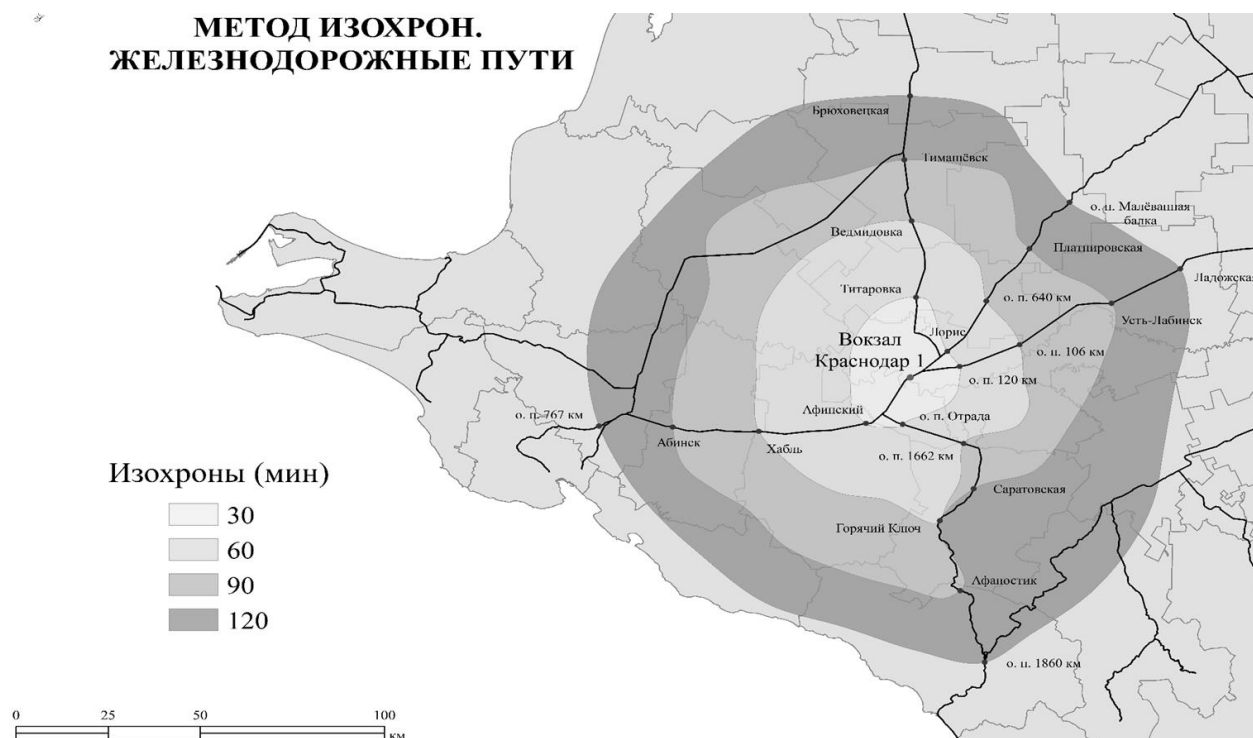 МЕТОД ИЗОХРОН.
ЖЕЛЕЗНОДОРОЖНЫЕ ПУТИ
Брюховецкая
Тимашёвск
о. п. Малёванная
балка
Ведмидовка
Платнировская
Ладожская
Титаровка
о. п. 640 км
Усть-Лабинск
Лорис
Вокзал
Краснодар 1
о. п. 106 км
о. п. 120 км
Афипский
о. п. Отрада
о. п. 767 км
Абинск
Хабль
о. п. 1662 км
Саратовская
Горячий Ключ
Афапостик
о. п. 1860 км
Изохроны (мин)
30
60
90
120
0
25
50
100
км